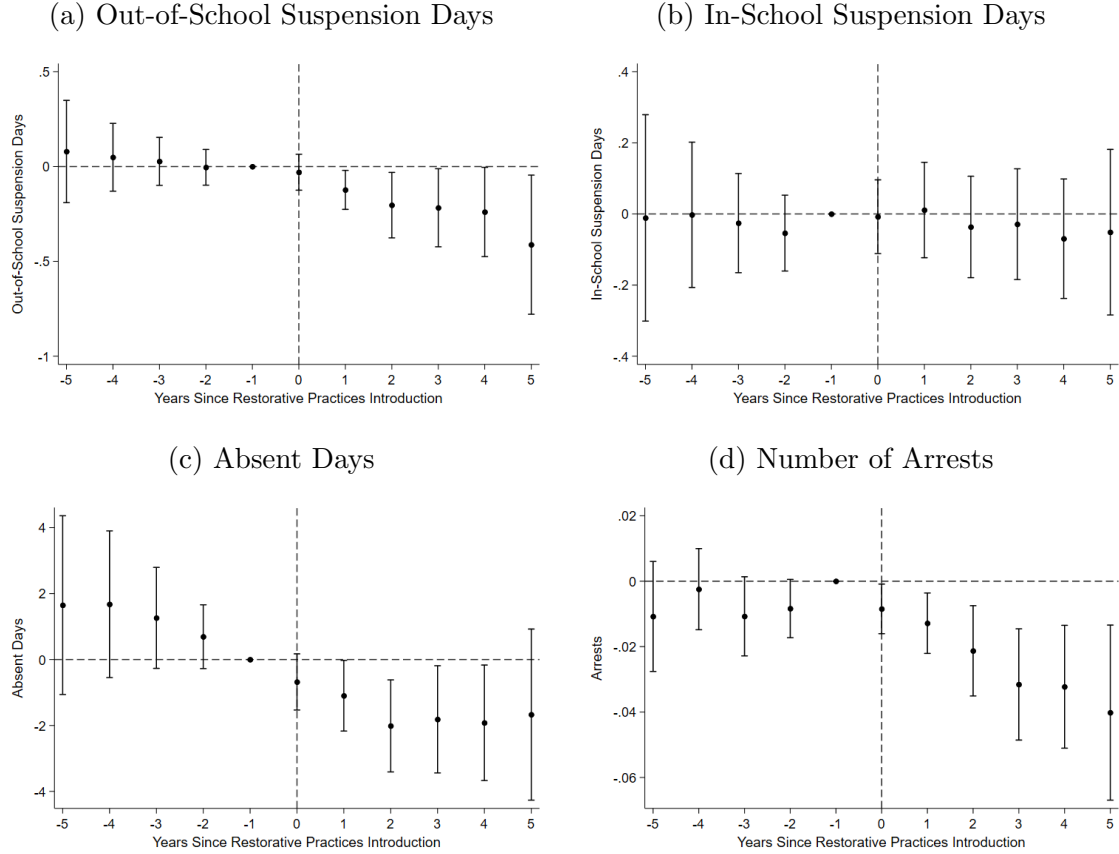 (a) Out-of-School Suspension Days
Out-of-School Suspension Days
.5
0
-.5
-1
-5 -4 -3 -2 -1 0 1 2 3 4 5
Years Since Restorative Practices Introduction
(b) In-School Suspension Days
In-School Suspension Days
.4
.2
0
-.2
-.4
-5 -4 -3 -2 -1 0 1 2 3 4 5
Years Since Restorative Practices Introduction
(c) Absent Days
Absent Days
4
2
0
-2
-4
-5 -4 -3 -2 -1 0 1 2 3 4 5
Years Since Restorative Practices Introduction
(d) Number of Arrests
Arrests
.02
0
-.02
-.04
-.06
-5 -4 -3 -2 -1 0 1 2 3 4 5
Years Since Restorative Practices Introduction